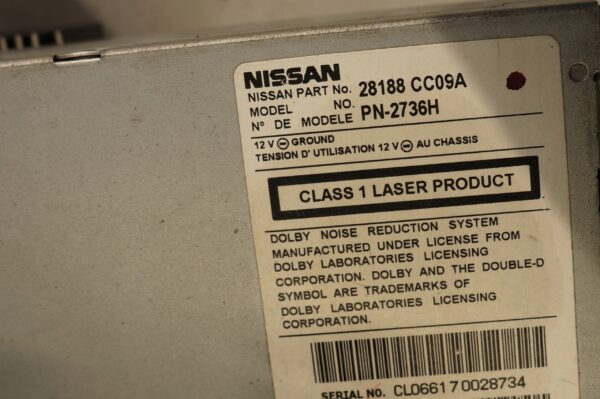 NISSAN
NISSAN PART No. 28188 CC09A
MODEL NO.
N° DE MODELE PN-2736H
12 V ⊖ GROUND
TENSION D' UTILISATION 12 V ⊖ AU CHASSIS
CLASS 1 LASER PRODUCT
DOLBY NOISE REDUCTION SYSTEM
MANUFACTURED UNDER LICENSE FROM
DOLBY LABORATORIES LICENSING
CORPORATION. DOLBY AND THE DOUBLE-D
SYMBOL ARE TRADEMARKS OF
DOLBY LABORATORIES LICENSING
CORPORATION.
SERIAL NO. CL066170028734